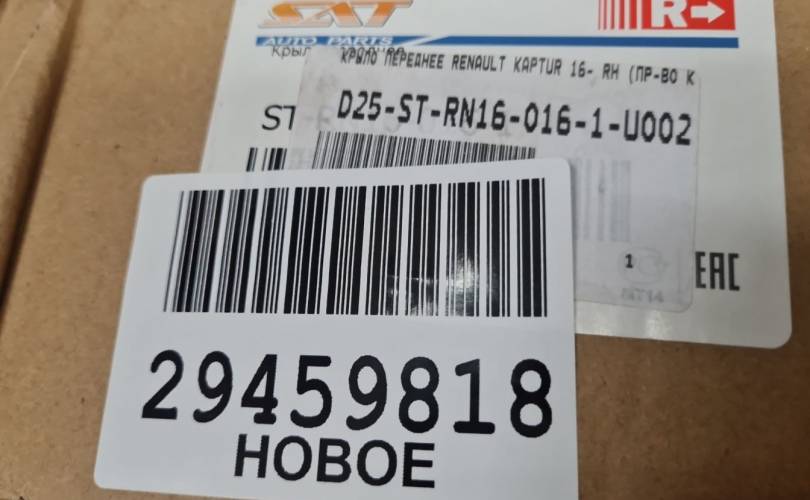 SAT
R→
AUTO PARTS
КРЫЛО ПЕРЕДНЕЕ RENAULT KAPTUR 16- RH (ПР-ВО К
D25-ST-RN16-016-1-U002
ST-
1
EAC
29459818
НОВОЕ